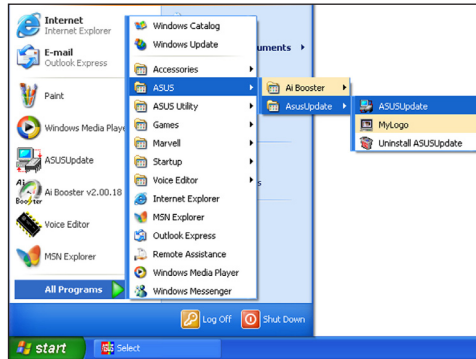 Internet
Internet Explorer
E-mail
Outlook Express
Paint
Windows Media
ASUSUpdate
Ai Booster v2.00.18
Voice Editor
MSN Explorer
All Programs
Windows Catalog
Windows Update
Accessories
ASUS
ASUS Utility
Games
Marvell
Startup
Voice Editor
Internet Explorer
MSN Explorer
Outlook Express
Remote Assistance
Windows Media Player
Windows Messenger
uments
s
Ai Booster
AsusUpdate
ASUSUpdate
MyLogo
Uninstall ASUSUpdate
Log Off
Shut Down
start
Select